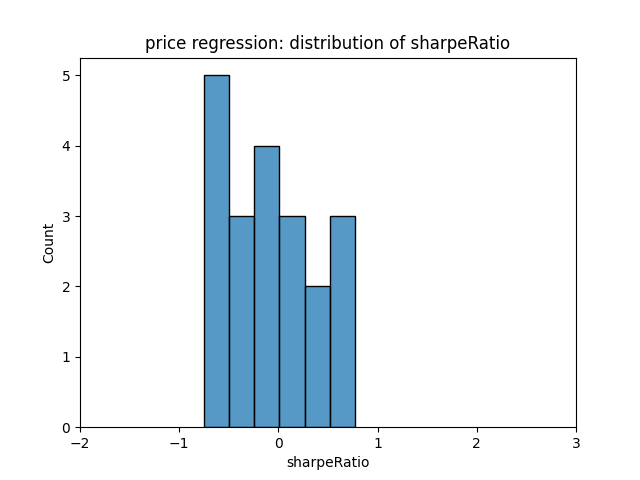 price regression: distribution of sharpeRatio
5
4
3
2
1
0
Count
−2 −1 0 1 2 3
sharpeRatio